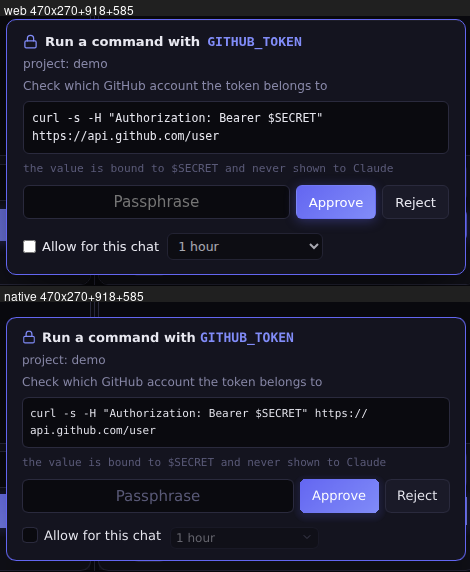 web 470x270+918+585
Run a command with GITHUB_TOKEN
project: demo
Check which GitHub account the token belongs to
curl -s -H "Authorization: Bearer $SECRET"
https://api.github.com/user
the value is bound to $SECRET and never shown to Claude
Passphrase Approve Reject
Allow for this chat 1 hour
native 470x270+918+585
Run a command with GITHUB_TOKEN
project: demo
Check which GitHub account the token belongs to
curl -s -H "Authorization: Bearer $SECRET" https://
api.github.com/user
the value is bound to $SECRET and never shown to Claude
Passphrase Approve Reject
Allow for this chat 1 hour